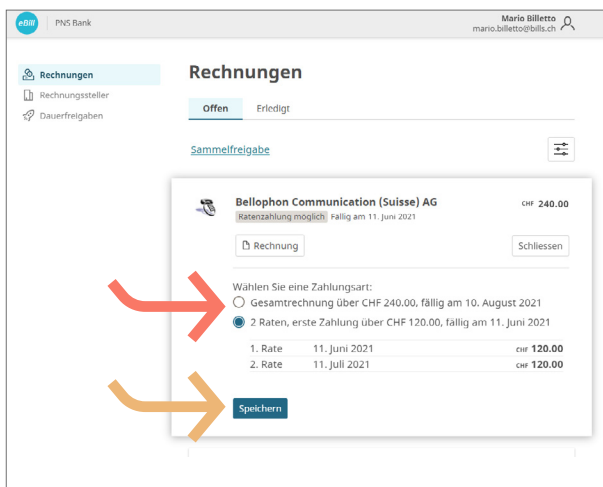 eBill
PNS Bank
Mario Billetto
mario.billetto@bills.ch
Rechnungen
Rechnungssteller
Dauerfreigaben
Rechnungen
Offen
Erledigt
Sammelfreigabe
Bellophon Communication (Suisse) AG
CHF 240.00
Ratenzahlung möglich Fällig am 11. Juni 2021
Rechnung
Schliessen
Wählen Sie eine Zahlungsart:
Gesamtrechnung über CHF 240.00, fällig am 10. August 2021
2 Raten, erste Zahlung über CHF 120.00, fällig am 11. Juni 2021
1. Rate 11. Juni 2021 CHF 120.00
2. Rate 11. Juli 2021 CHF 120.00
Speichern